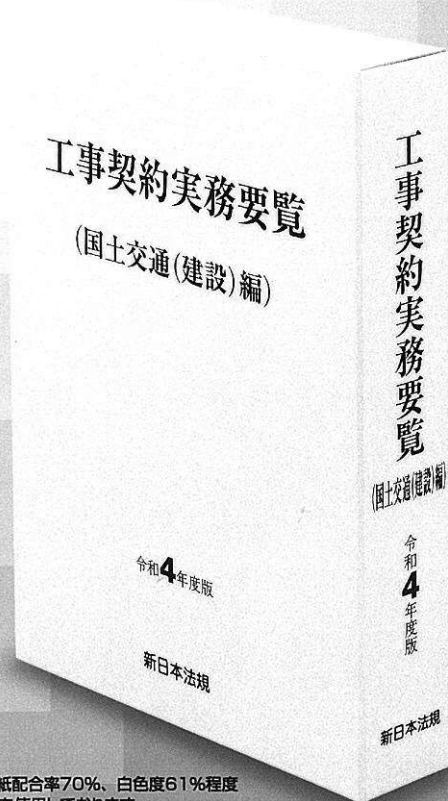 工事契約実務要覧
(国土交通(建設)編)
令和4年度版
新日本法規
工事契約実務要覧
(国土交通(建設)編)
令和4年度版
新日本法規
紙配合率70%、白色度61%程度